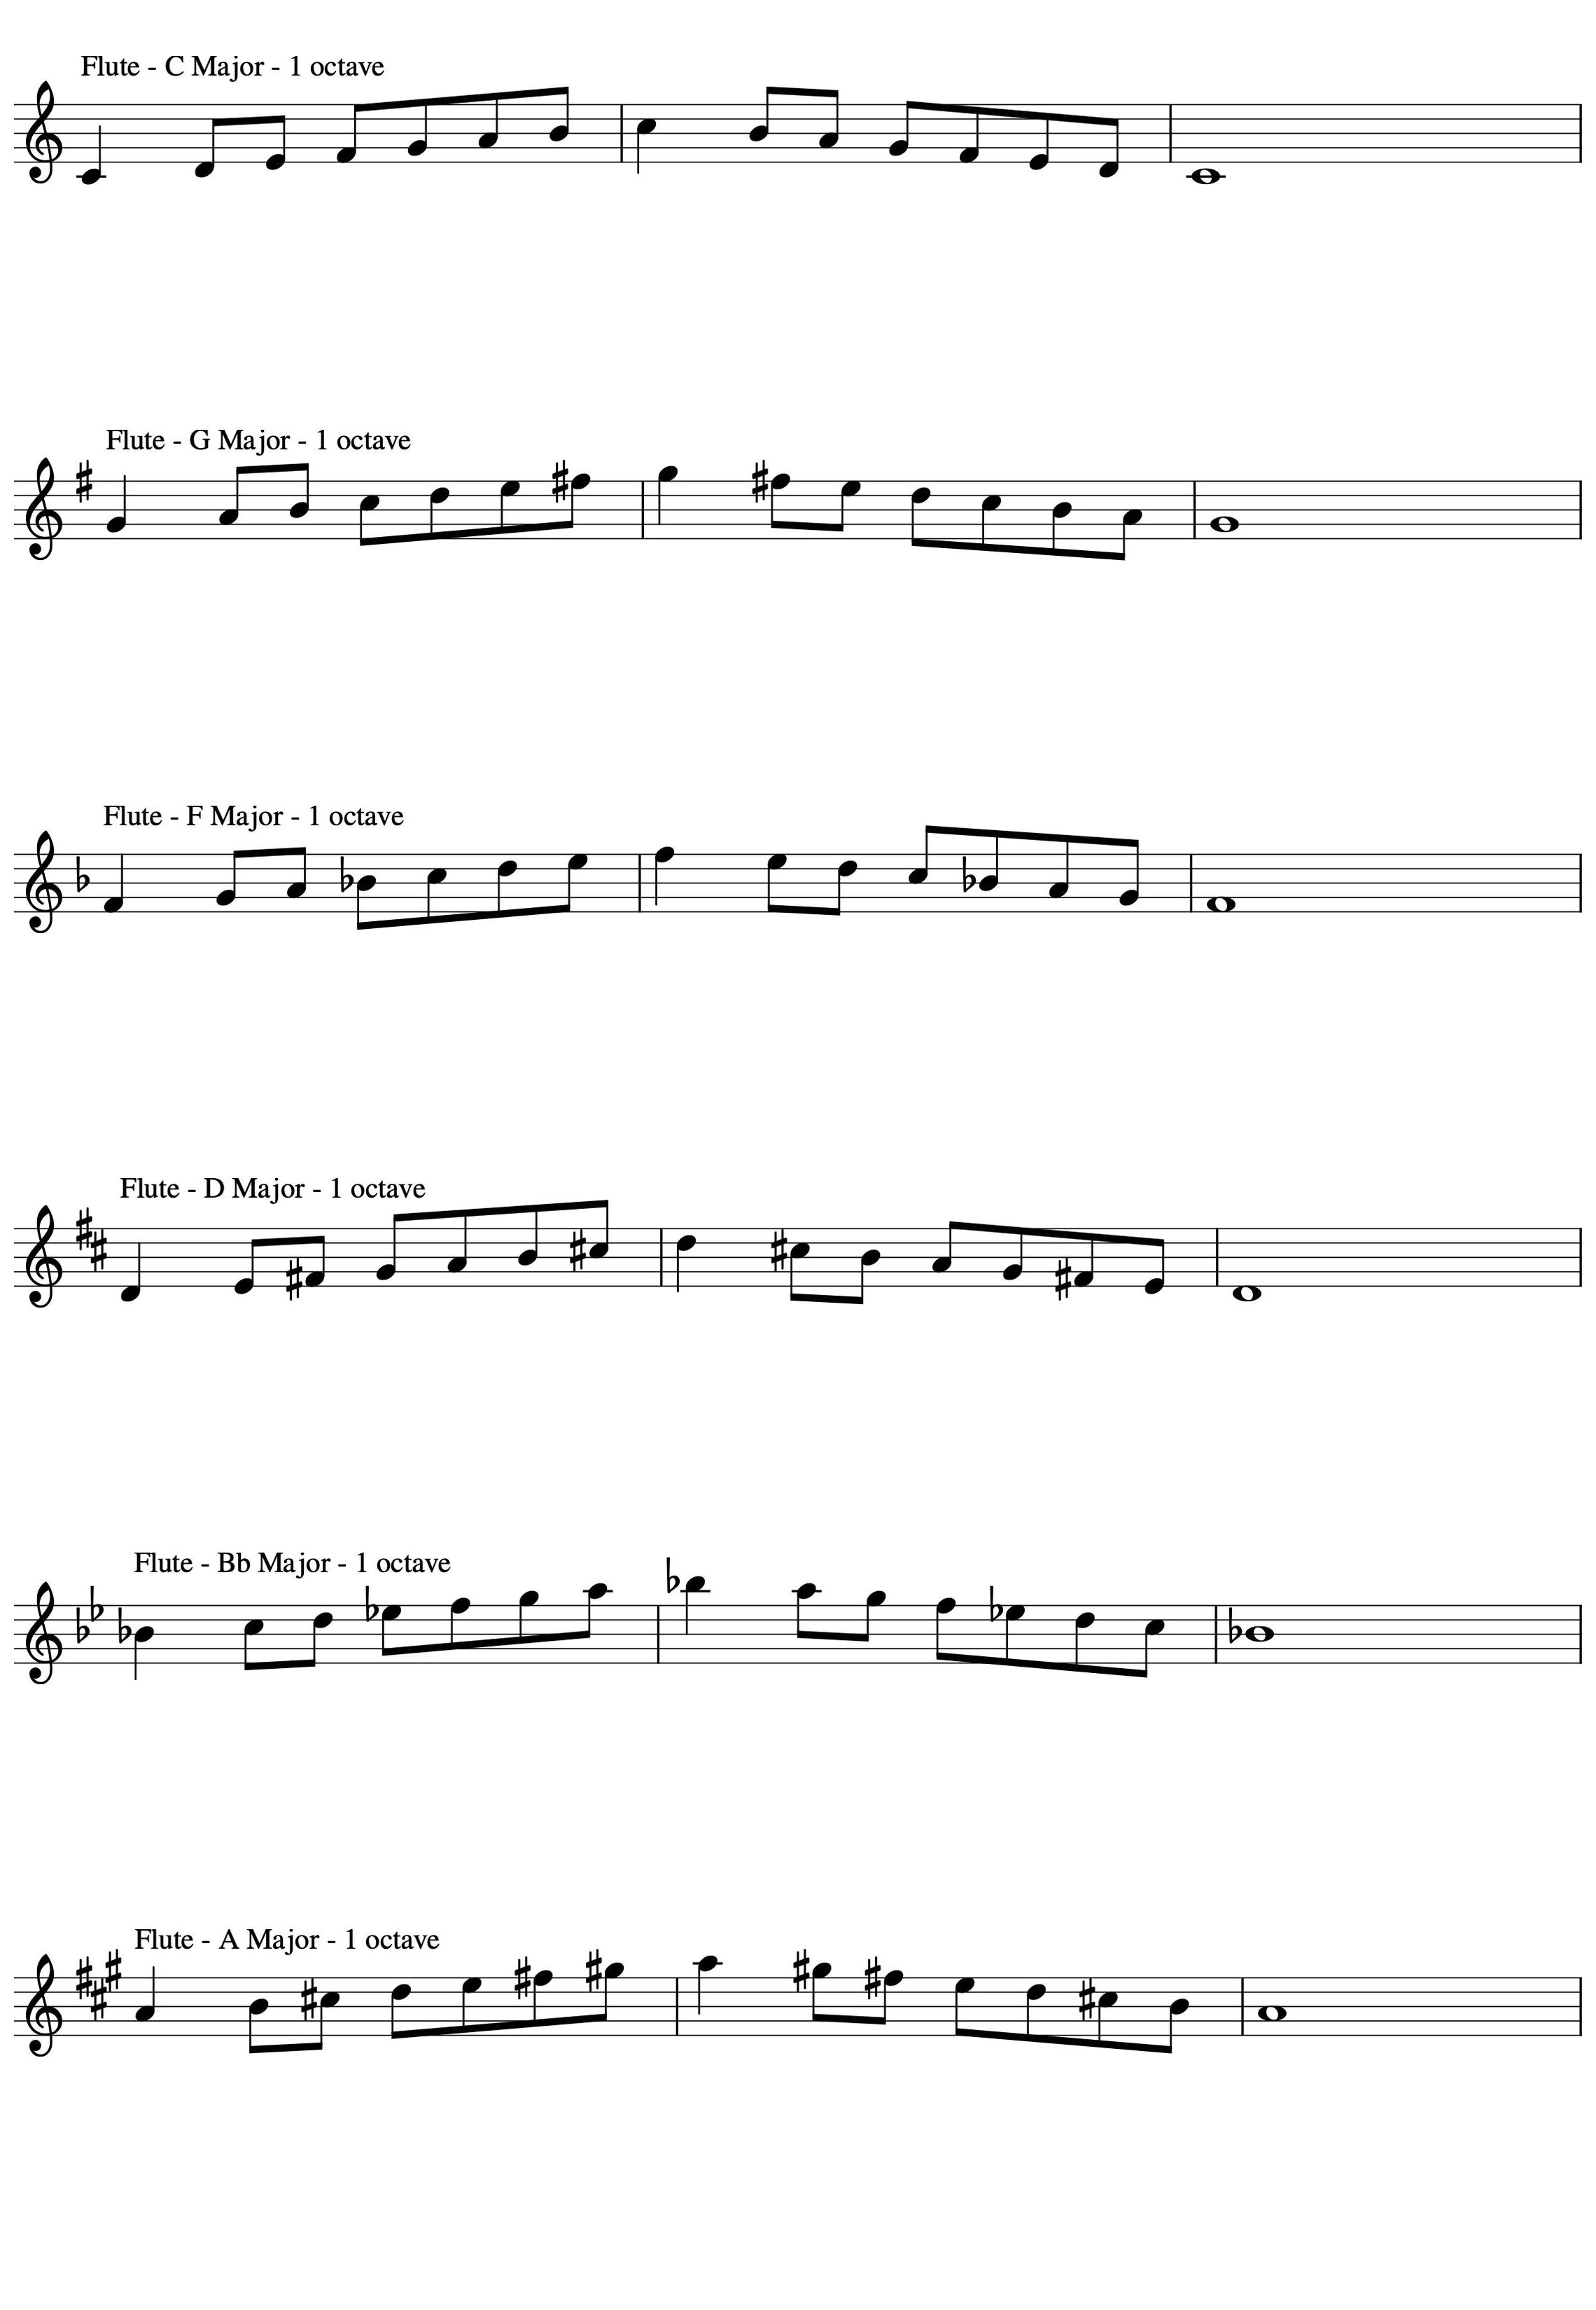 Flute - C Major - 1 octave
Flute - G Major - 1 octave
Flute - F Major - 1 octave
Flute - D Major - 1 octave
Flute - Bb Major - 1 octave
Flute - A Major - 1 octave